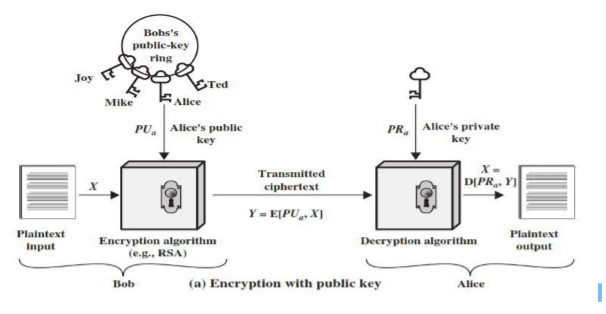 Bobs's
public-key
ring
Joy
Ted
Mike
Alice
PUa
Alice's public
key
PRa
Alice's private
key
X
Transmitted
ciphertext
X =
D[PRa, Y]
Y = E[PUa, X]
Plaintext
input
Encryption algorithm
(e.g., RSA)
Decryption algorithm
Plaintext
output
Bob
(a) Encryption with public key
Alice